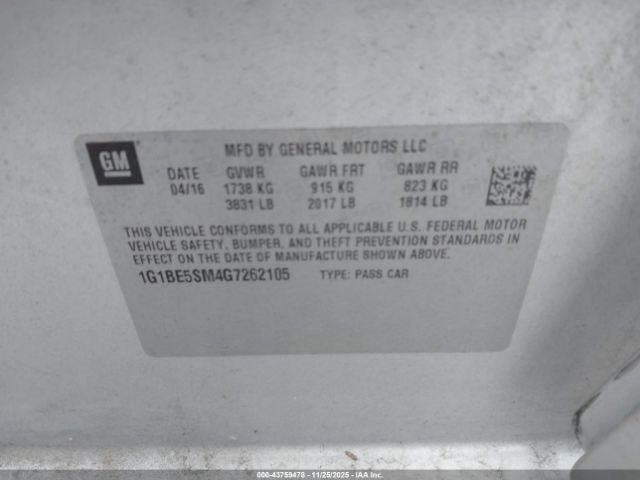 GM
MFD BY GENERAL MOTORS LLC
DATE GVWR GAWR FRT GAWR RR
04/16 1738 KG 915 KG 823 KG
3831 LB 2017 LB 1814 LB
THIS VEHICLE CONFORMS TO ALL APPLICABLE U.S. FEDERAL MOTOR
VEHICLE SAFETY, BUMPER, AND THEFT PREVENTION STANDARDS IN
EFFECT ON THE DATE OF MANUFACTURE SHOWN ABOVE.
1G1BE5SM4G7262105 TYPE: PASS CAR
000-43759478 - 11/25/2025 - IAA Inc.